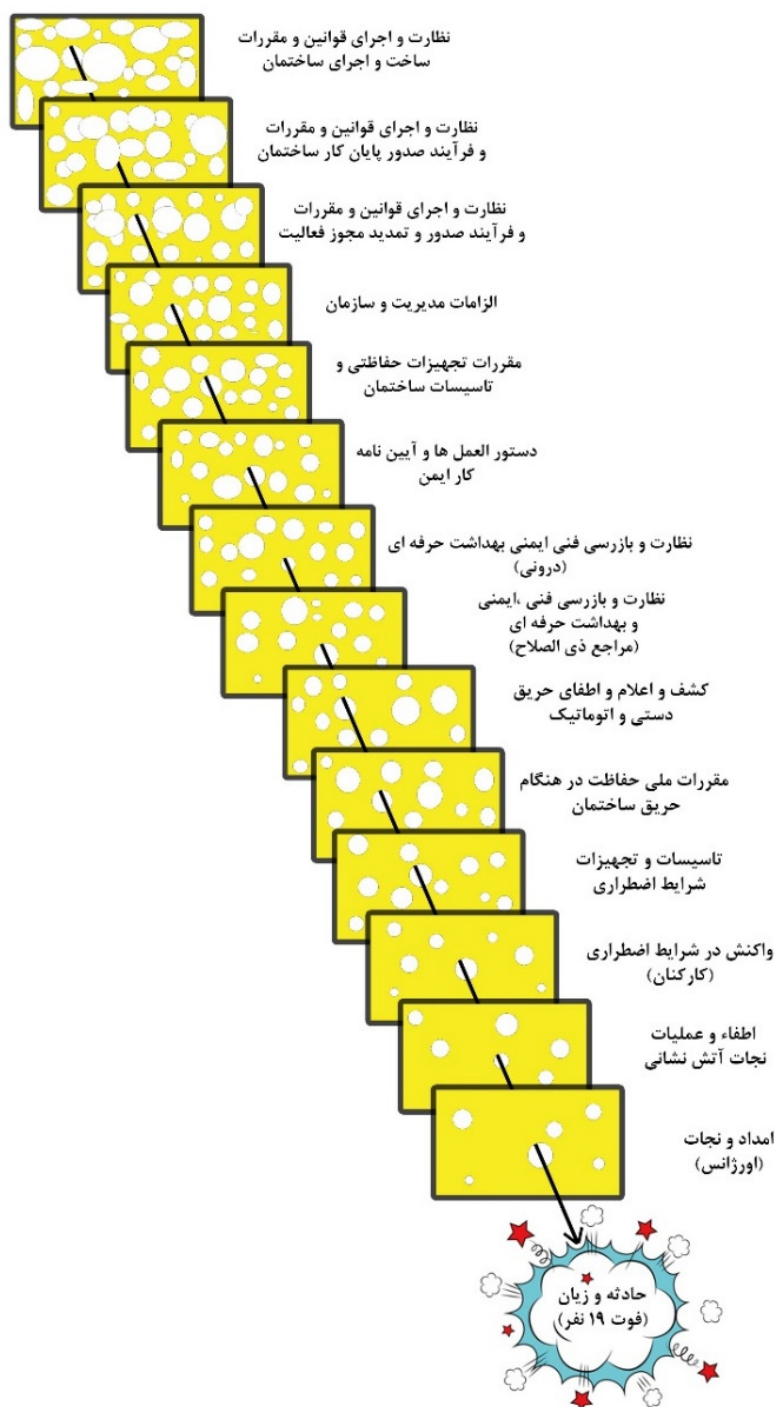 نظارت و اجرای قوانین و مقررات
ساخت و اجرای ساختمان
نظارت و اجرای قوانین و مقررات
و فرآیند صدور پایان کار ساختمان
نظارت و اجرای قوانین و مقررات
و فرآیند صدور و تمدید مجوز فعالیت
الزامات مدیریت و سازمان
مقررات تجهیزات حفاظتی و
تاسیسات ساختمان
دستور العمل ها و آیین نامه
کار ایمن
نظارت و بازرسی فنی ایمنی بهداشت حرفه ای
(درونی)
نظارت و بازرسی فنی ،ایمنی
و بهداشت حرفه ای
(مراجع ذی الصلاح)
کشف و اعلام و اطفای حریق
دستی و اتوماتیک
مقررات ملی حفاظت در هنگام
حریق ساختمان
تاسیسات و تجهیزات
شرایط اضطراری
واکنش در شرایط اضطراری
(کارکنان)
اطفاء و عملیات
نجات آتش نشانی
امداد و نجات
(اورژانس)
حادثه و زیان
(فوت ۱۹ نفر)